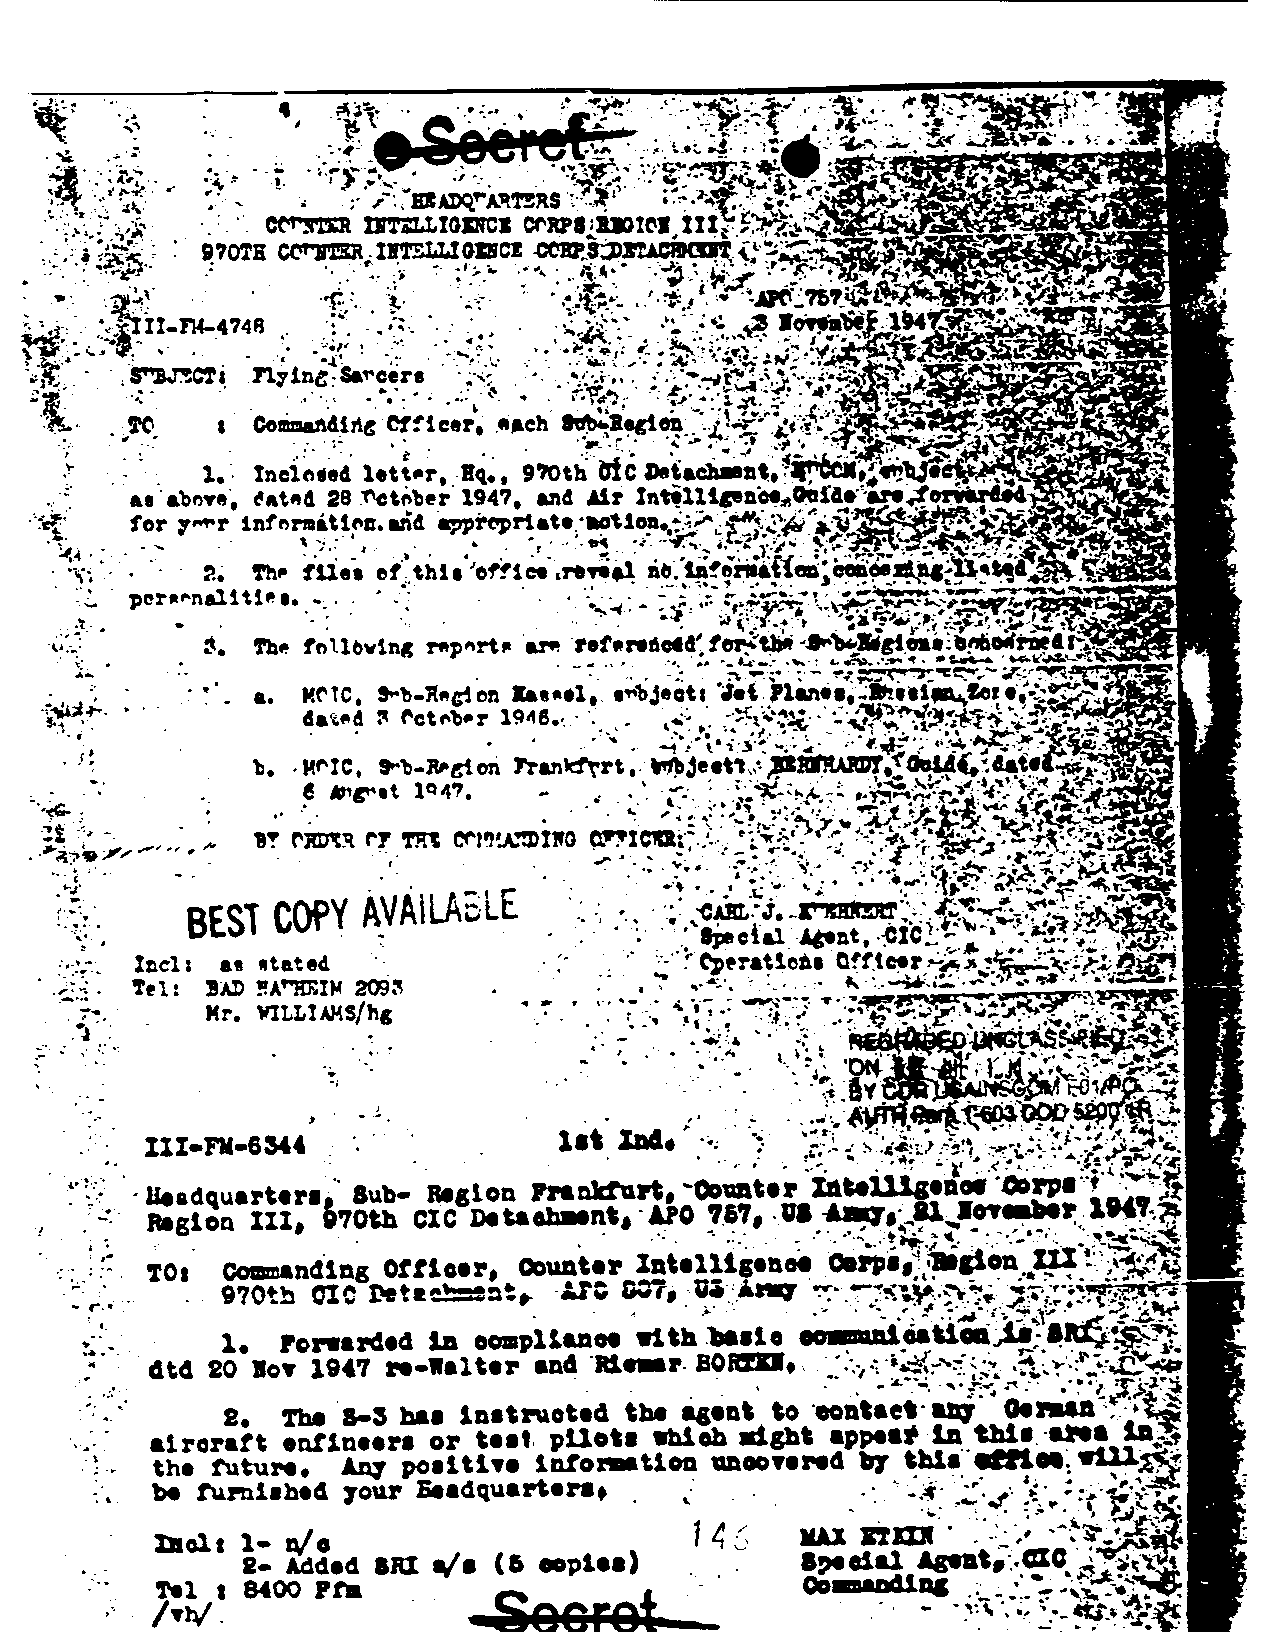 Secret
HEADQUARTERS
COUNTER INTELLIGENCE CORPS REGION III
970TH COUNTER INTELLIGENCE CORPS DETACHMENT
APO 757
3 November 1947
III-FM-4748
SUBJECT: Flying Saucers
TO : Commanding Officer, each Sub-Region
1. Inclosed letter, Hq., 970th CIC Detachment, EUCOM, subject
as above, dated 28 October 1947, and Air Intelligence Guide are forwarded
for your information and appropriate action.
2. The files of this office reveal no information concering listed
personalities.
3. The following reports are referenced for the Sub-Regions concerned:
a. MOIC, Sub-Region Kassel, subject: Jet Planes, Russian Zone,
dated 3 October 1946.
b. MOIC, Sub-Region Frankfurt, subject: BERNHARDY, Guide, dated
6 August 1947.
BY ORDER OF THE COMMANDING OFFICER:
BEST COPY AVAILABLE
CARL J.
Special Agent, CIC
Operations Officer
Incl: as stated
Tel: BAD NAUHEIM 2093
Mr. WILLIAMS/hg
REGRADED UNCLASSIFIED
ON
BY CDR USAINSCOM F01/PO
AUTH Para 1-603 DOD 5200.1R
III-FM-6344 1st Ind.
Headquarters, Sub- Region Frankfurt, Counter Intelligence Corps
Region III, 970th CIC Detachment, APO 757, US Army, 21 November 1947
TO: Commanding Officer, Counter Intelligence Corps, Region III
970th CIC Detachment, APO 807, US Army
1. Forwarded in compliance with basic communication is SRI
dtd 20 Nov 1947 re-Walter and Riemar HORTEN.
2. The S-3 has instructed the agent to contact any German
aircraft enfineers or test pilots which might appear in this area in
the future. Any positive information uncovered by this office will
be furnished your Headquarters.
Incl: 1- n/c
2- Added SRI a/s (5 copies)
Tel : 8400 Ffm
/vh/
146
MAX ETKIN
Special Agent, CIC
Commanding
Secret